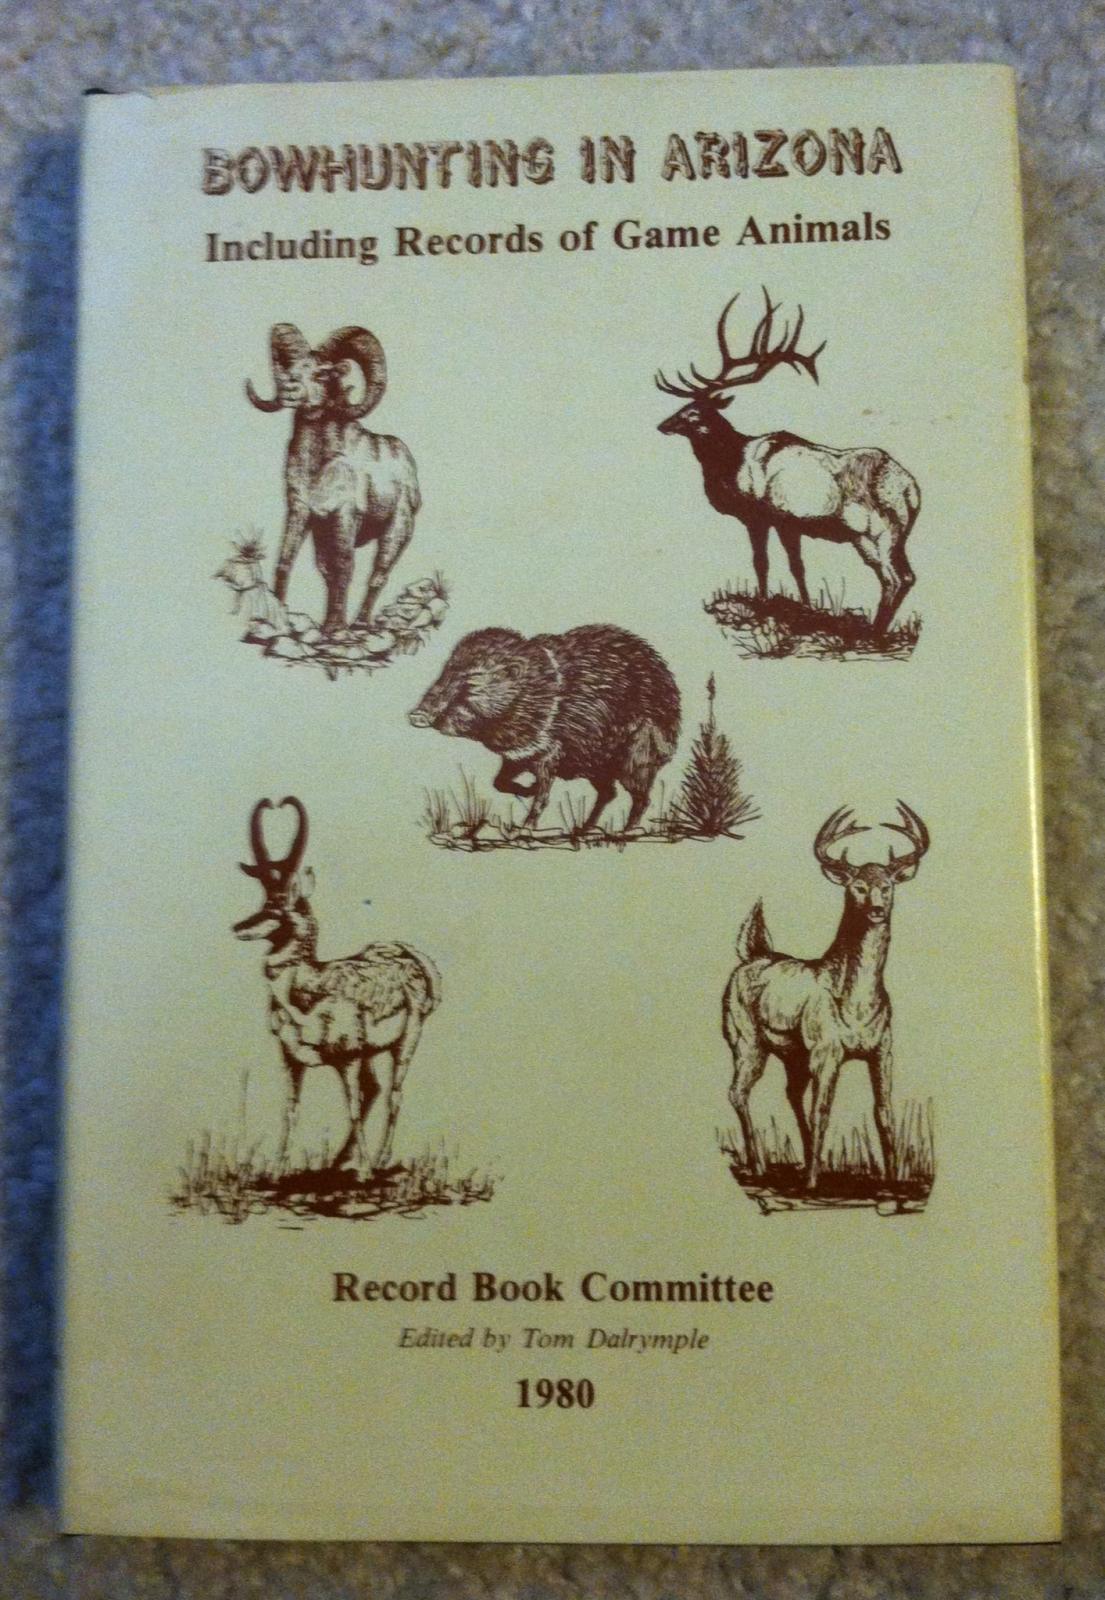 BOWHUNTING IN ARIZONA
Including Records of Game Animals
Record Book Committee
Edited by Tom Dalrymple
1980